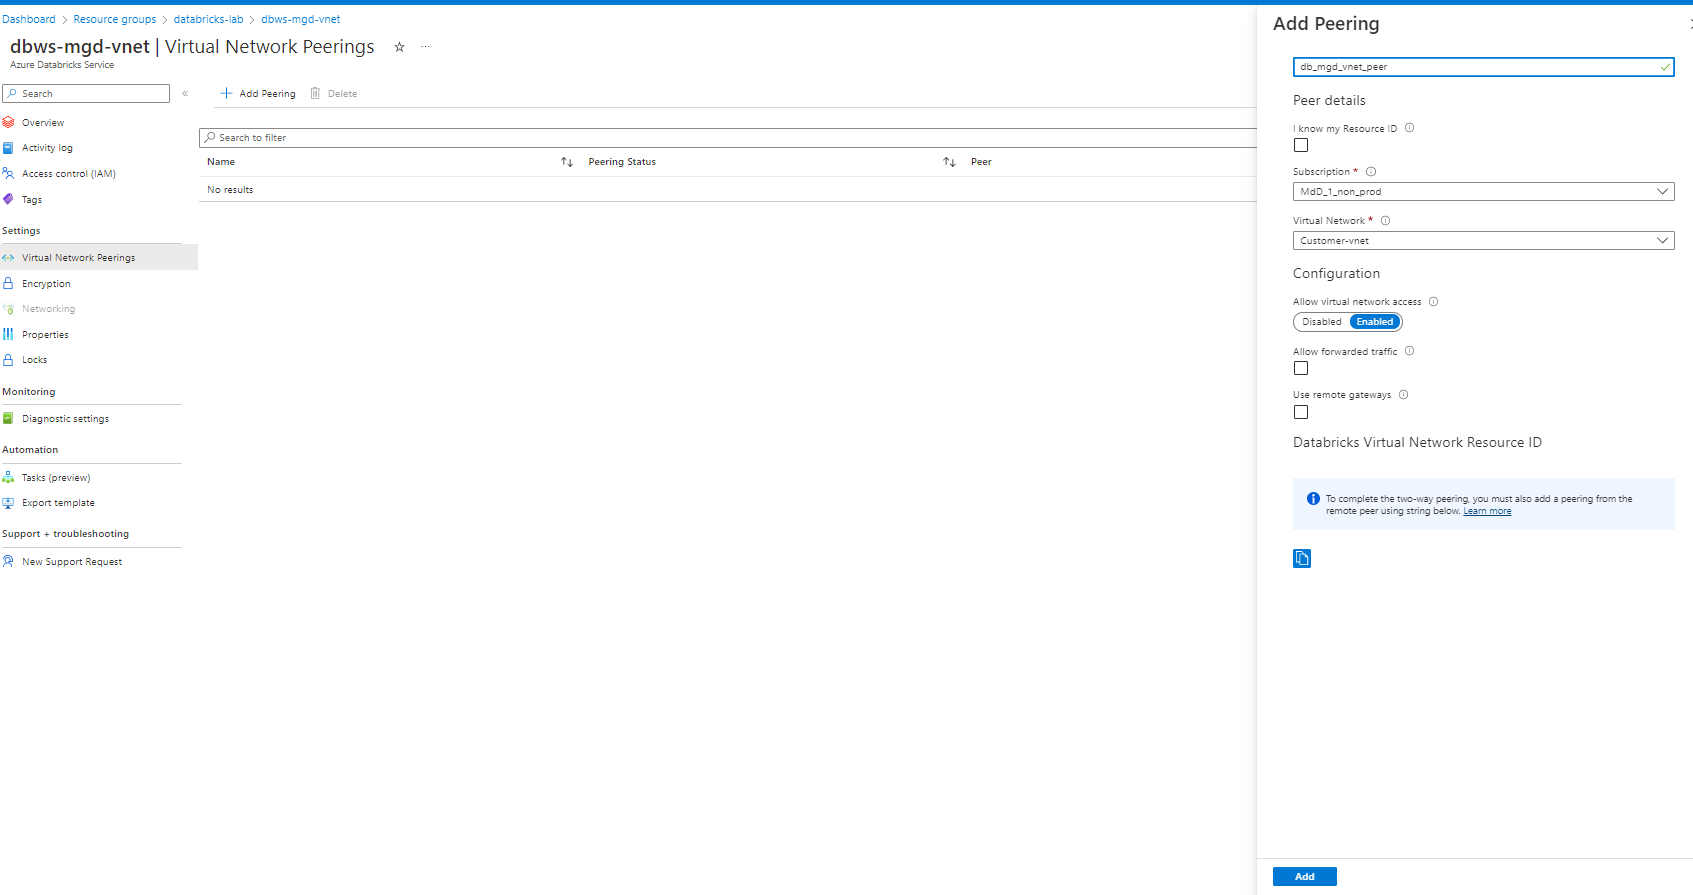 Dashboard > Resource groups > databricks-lab > dbws-mgd-vnet
dbws-mgd-vnet | Virtual Network Peerings
Azure Databricks Service
Search
Overview
Activity log
Access control (IAM)
Tags
Settings
Virtual Network Peerings
Encryption
Networking
Properties
Locks
Monitoring
Diagnostic settings
Automation
Tasks (preview)
Export template
Support + troubleshooting
New Support Request
Add Peering Delete
Search to filter
Name Peering Status Peer
No results
Add Peering
db_mgd_vnet_peer
Peer details
I know my Resource ID
Subscription *
MdD_1_non_prod
Virtual Network *
Customer-vnet
Configuration
Allow virtual network access
Disabled Enabled
Allow forwarded traffic
Use remote gateways
Databricks Virtual Network Resource ID
To complete the two-way peering, you must also add a peering from the
remote peer using string below. Learn more
Add